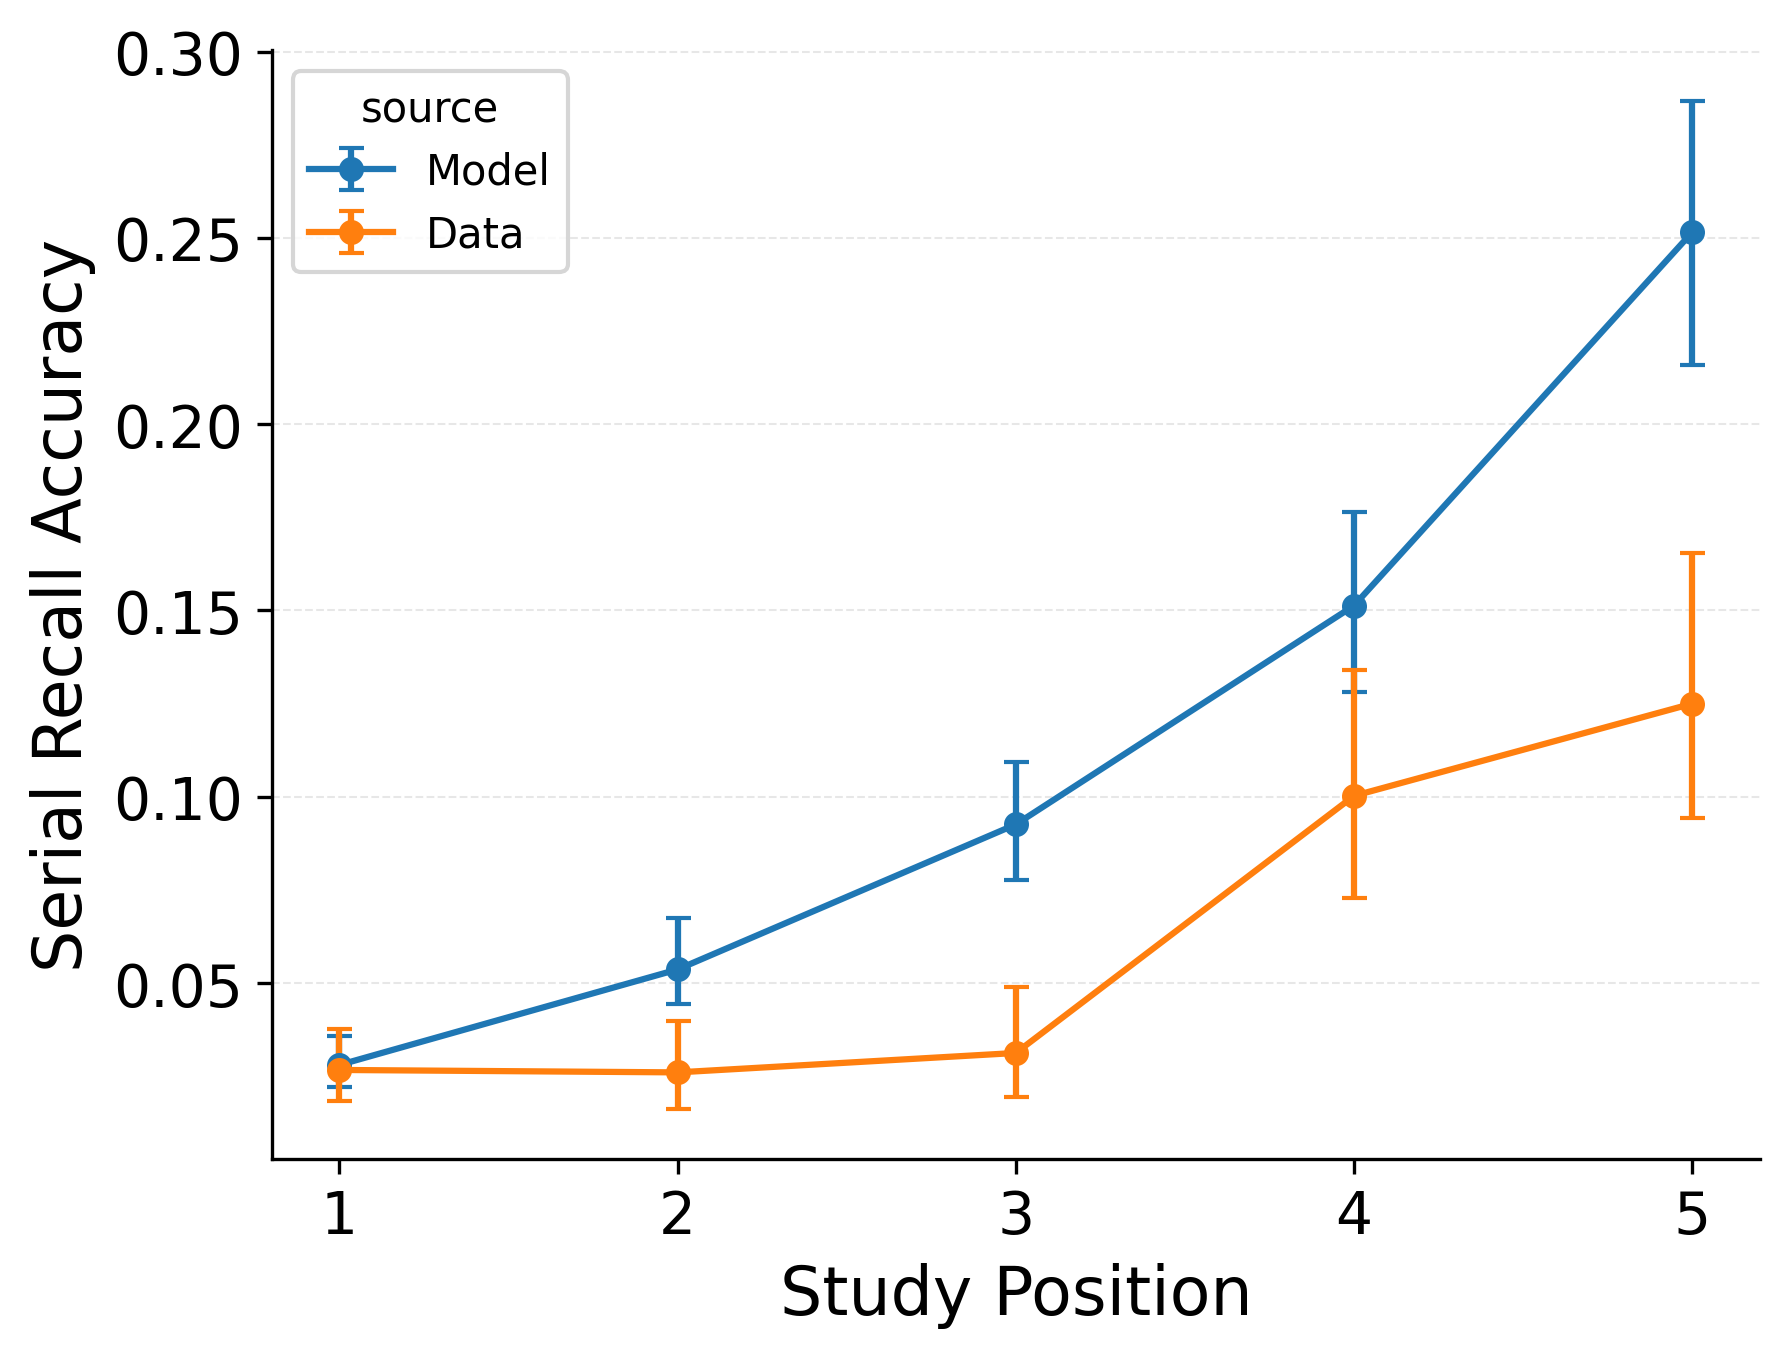 0.30
0.25
0.20
0.15
0.10
0.05
Serial Recall Accuracy
source
Model
Data
1 2 3 4 5
Study Position